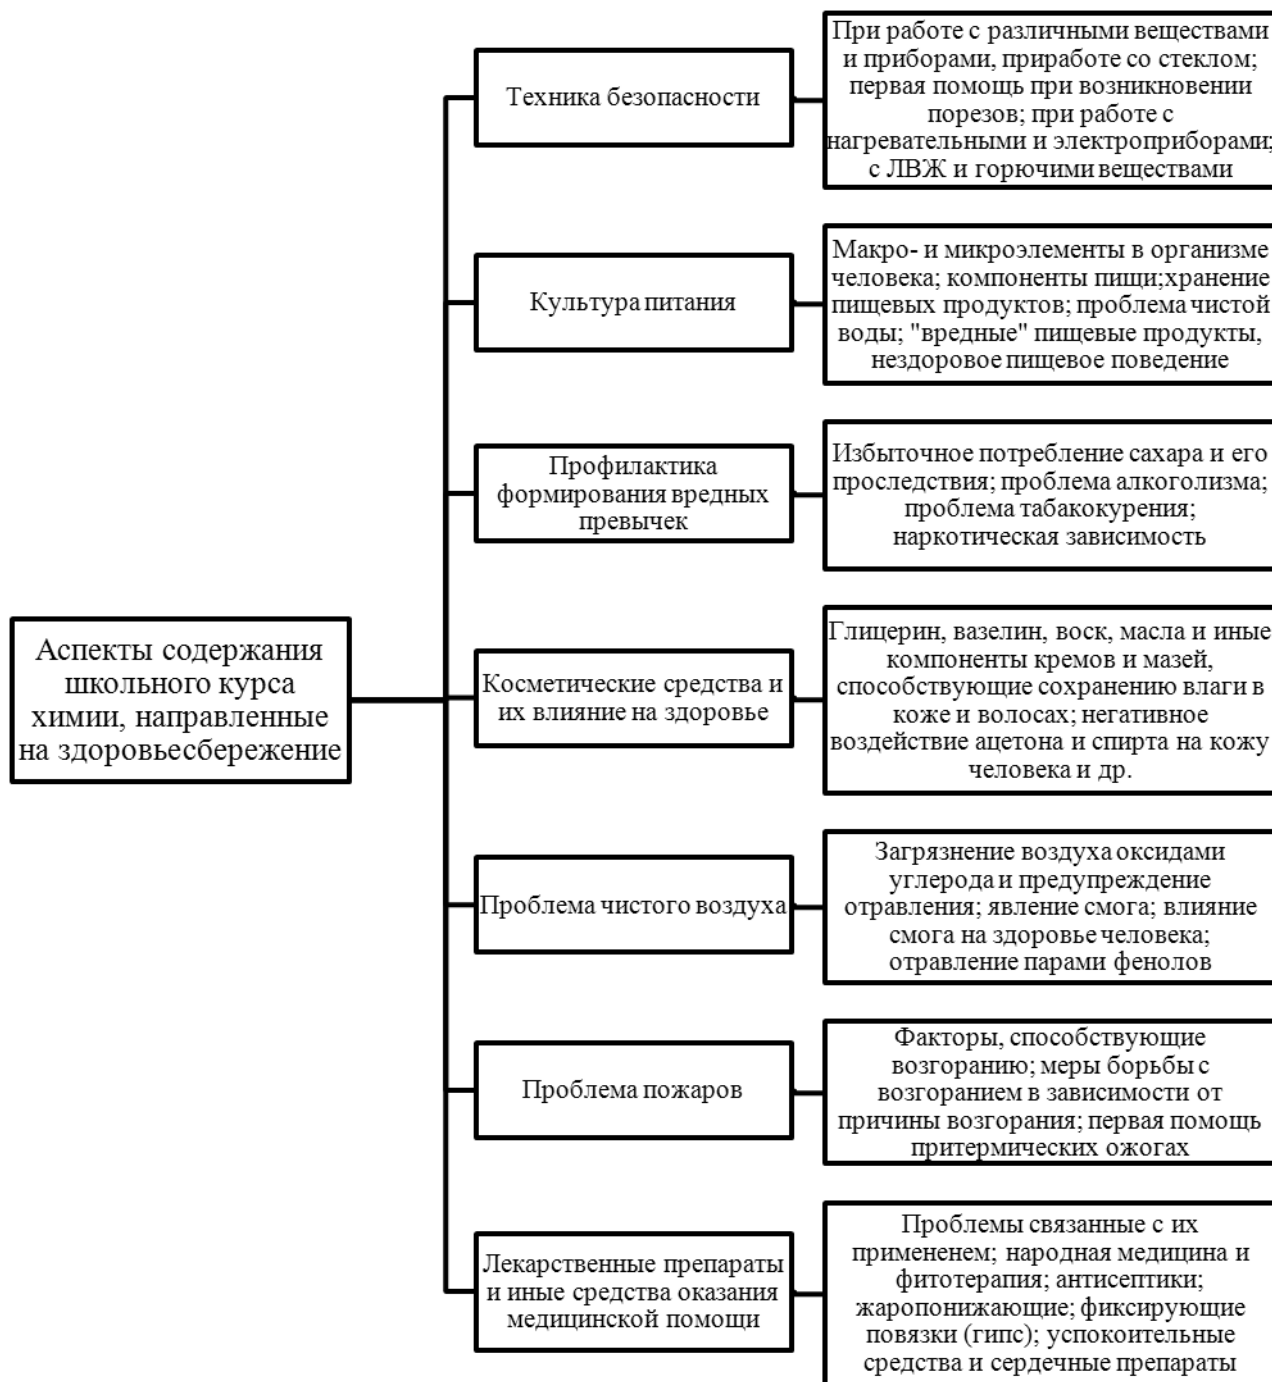 Аспекты содержания
школьного курса
химии, направленные
на здоровьесбережение
Техника безопасности
При работе с различными веществами
и приборами, приработе со стеклом;
первая помощь при возникновении
порезов; при работе с
нагревательными и электроприборами;
с ЛВЖ и горючими веществами
Культура питания
Макро- и микроэлементы в организме
человека; компоненты пищи;хранение
пищевых продуктов; проблема чистой
воды; "вредные" пищевые продукты,
нездоровое пищевое поведение
Профилактика
формирования вредных
превычек
Избыточное потребление сахара и его
проследствия; проблема алкоголизма;
проблема табакокурения;
наркотическая зависимость
Косметические средства и
их влияние на здоровье
Глицерин, вазелин, воск, масла и иные
компоненты кремов и мазей,
способствующие сохранению влаги в
коже и волосах; негативное
воздействие ацетона и спирта на кожу
человека и др.
Проблема чистого воздуха
Загрязнение воздуха оксидами
углерода и предупреждение
отравления; явление смога; влияние
смога на здоровье человека;
отравление парами фенолов
Проблема пожаров
Факторы, способствующие
возгоранию; меры борьбы с
возгоранием в зависимости от
причины возгорания; первая помощь
притермических ожогах
Лекарственные препараты
и иные средства оказания
медицинской помощи
Проблемы связанные с их
применем; народная медицина и
фитотерапия; антисептики;
жаропонижающие; фиксирующие
повязки (гипс); успокоительные
средства и сердечные препараты